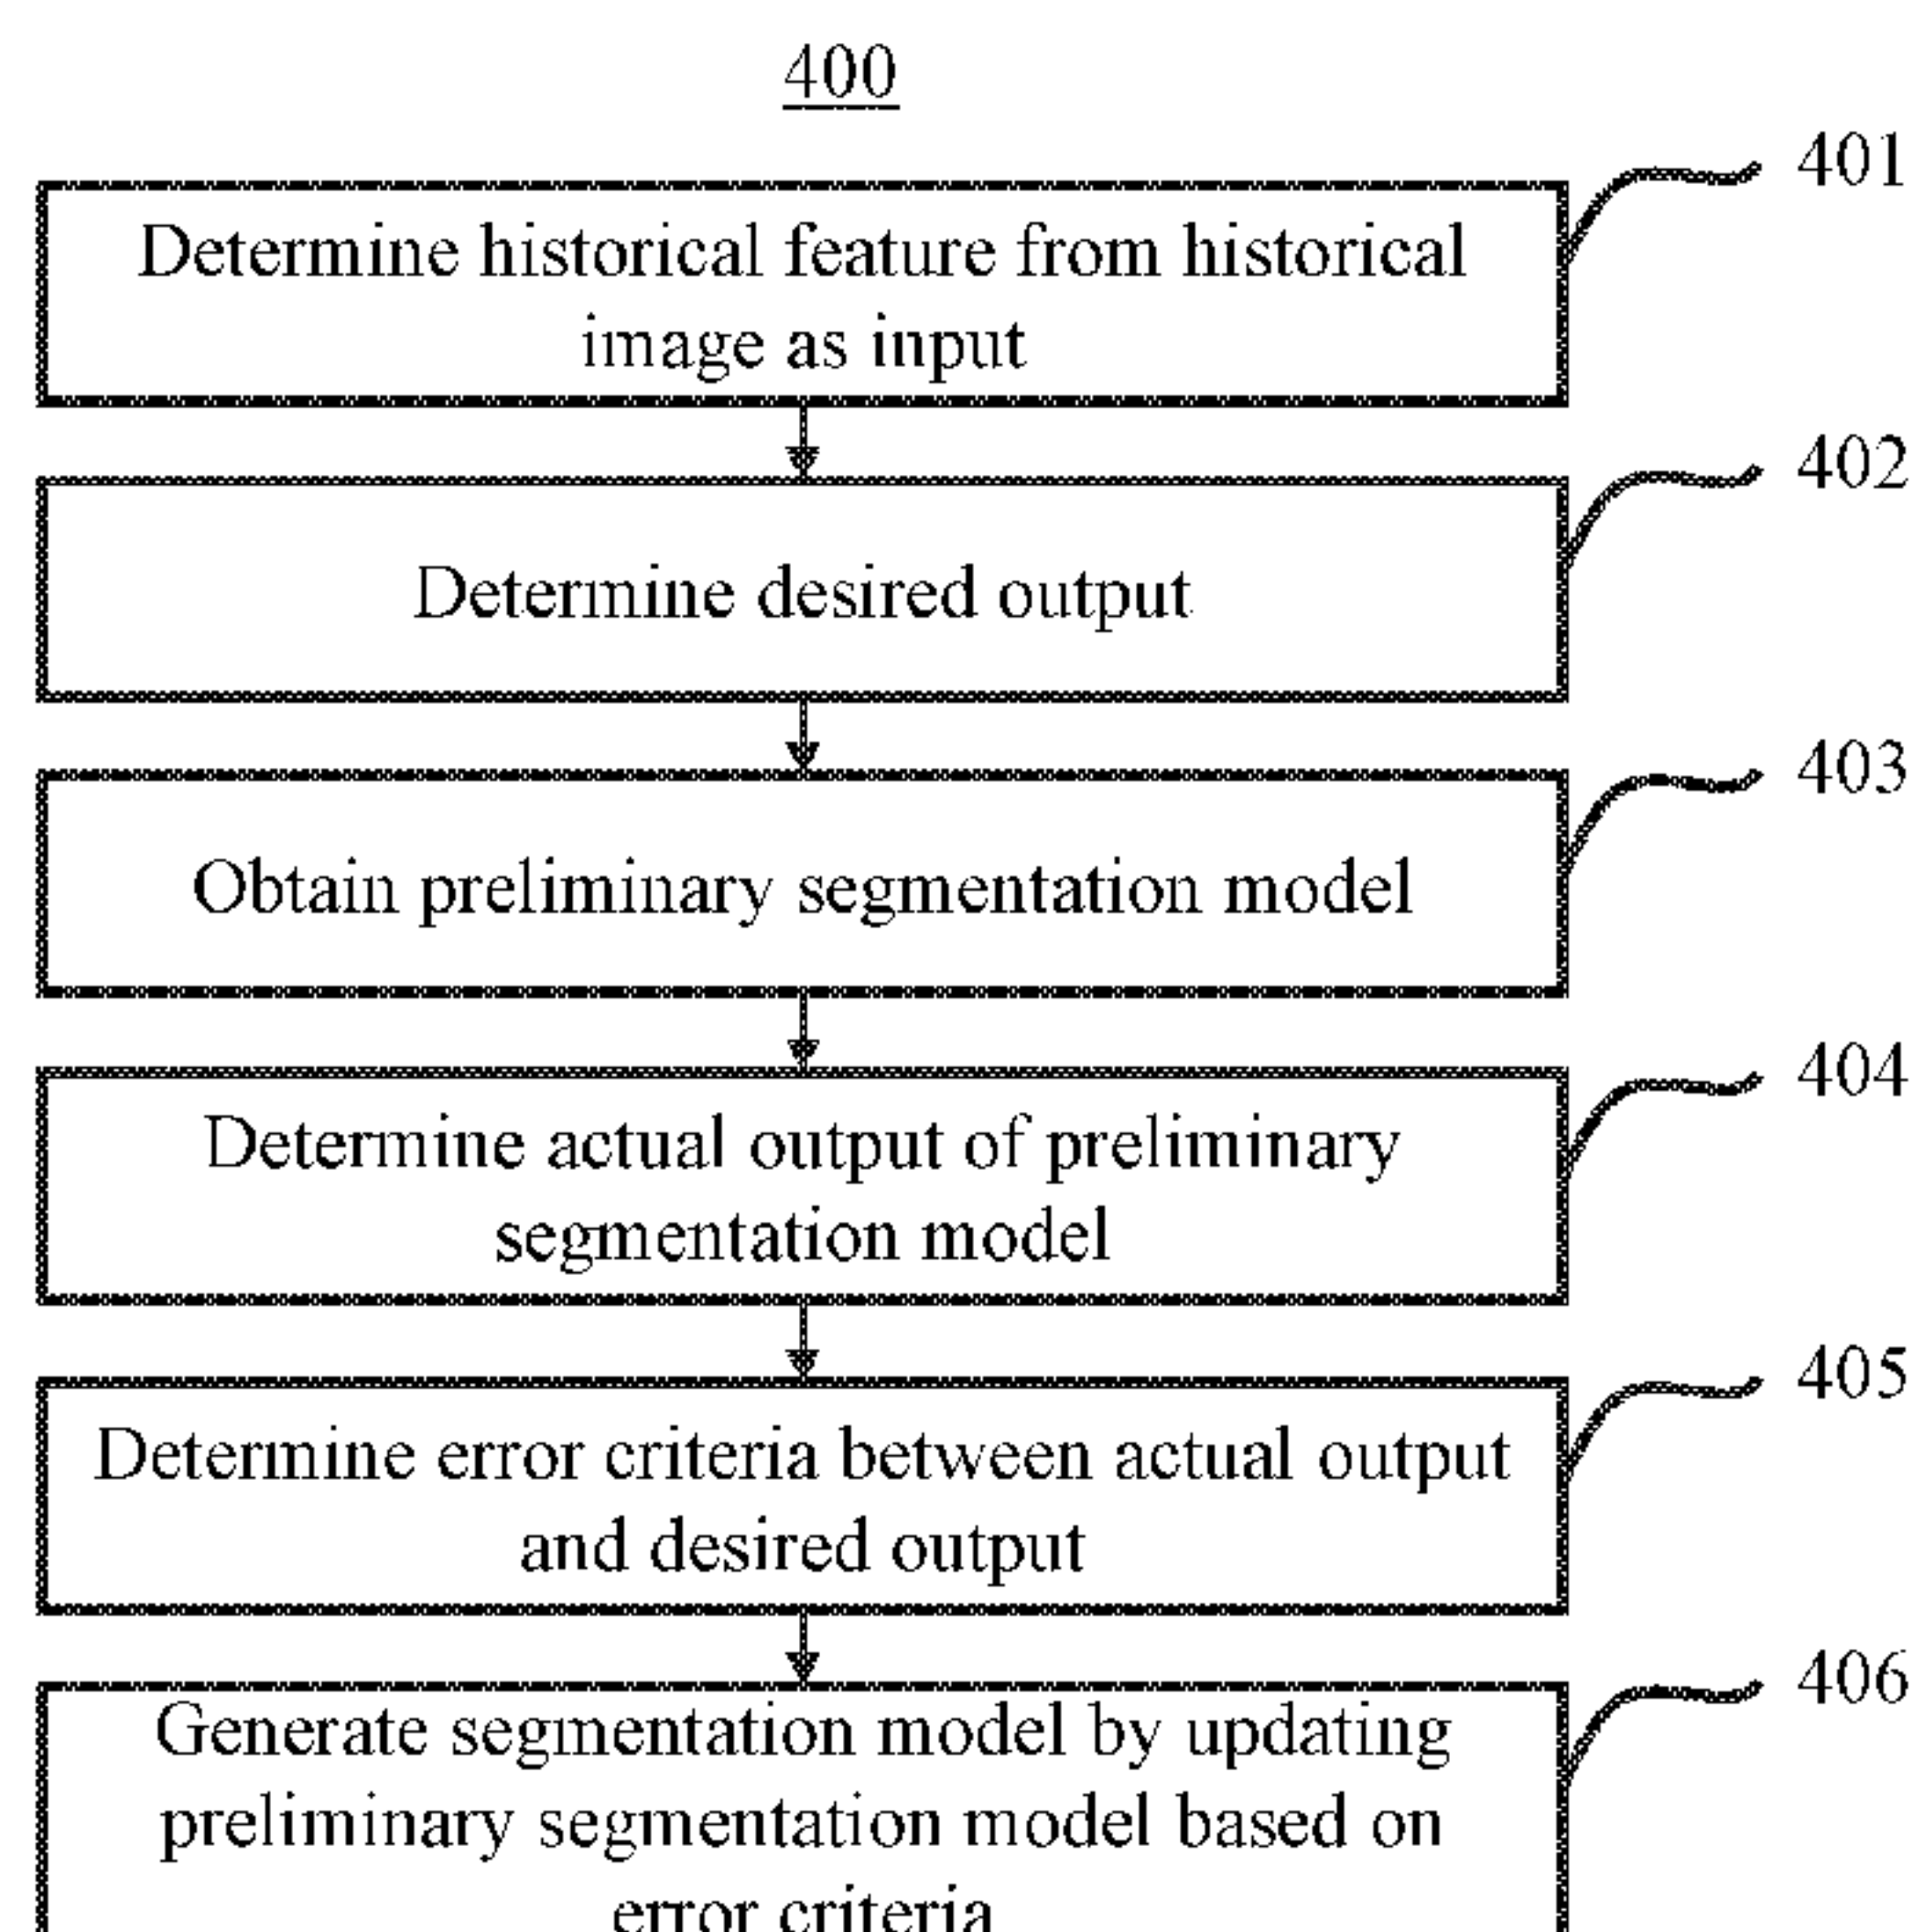 400
401
Determine historical feature from historical
image as input
402
Determine desired output
403
Obtain preliminary segmentation model
404
Determine actual output of preliminary
segmentation model
405
Determine error criteria between actual output
and desired output
406
Generate segmentation model by updating
preliminary segmentation model based on
error criteria